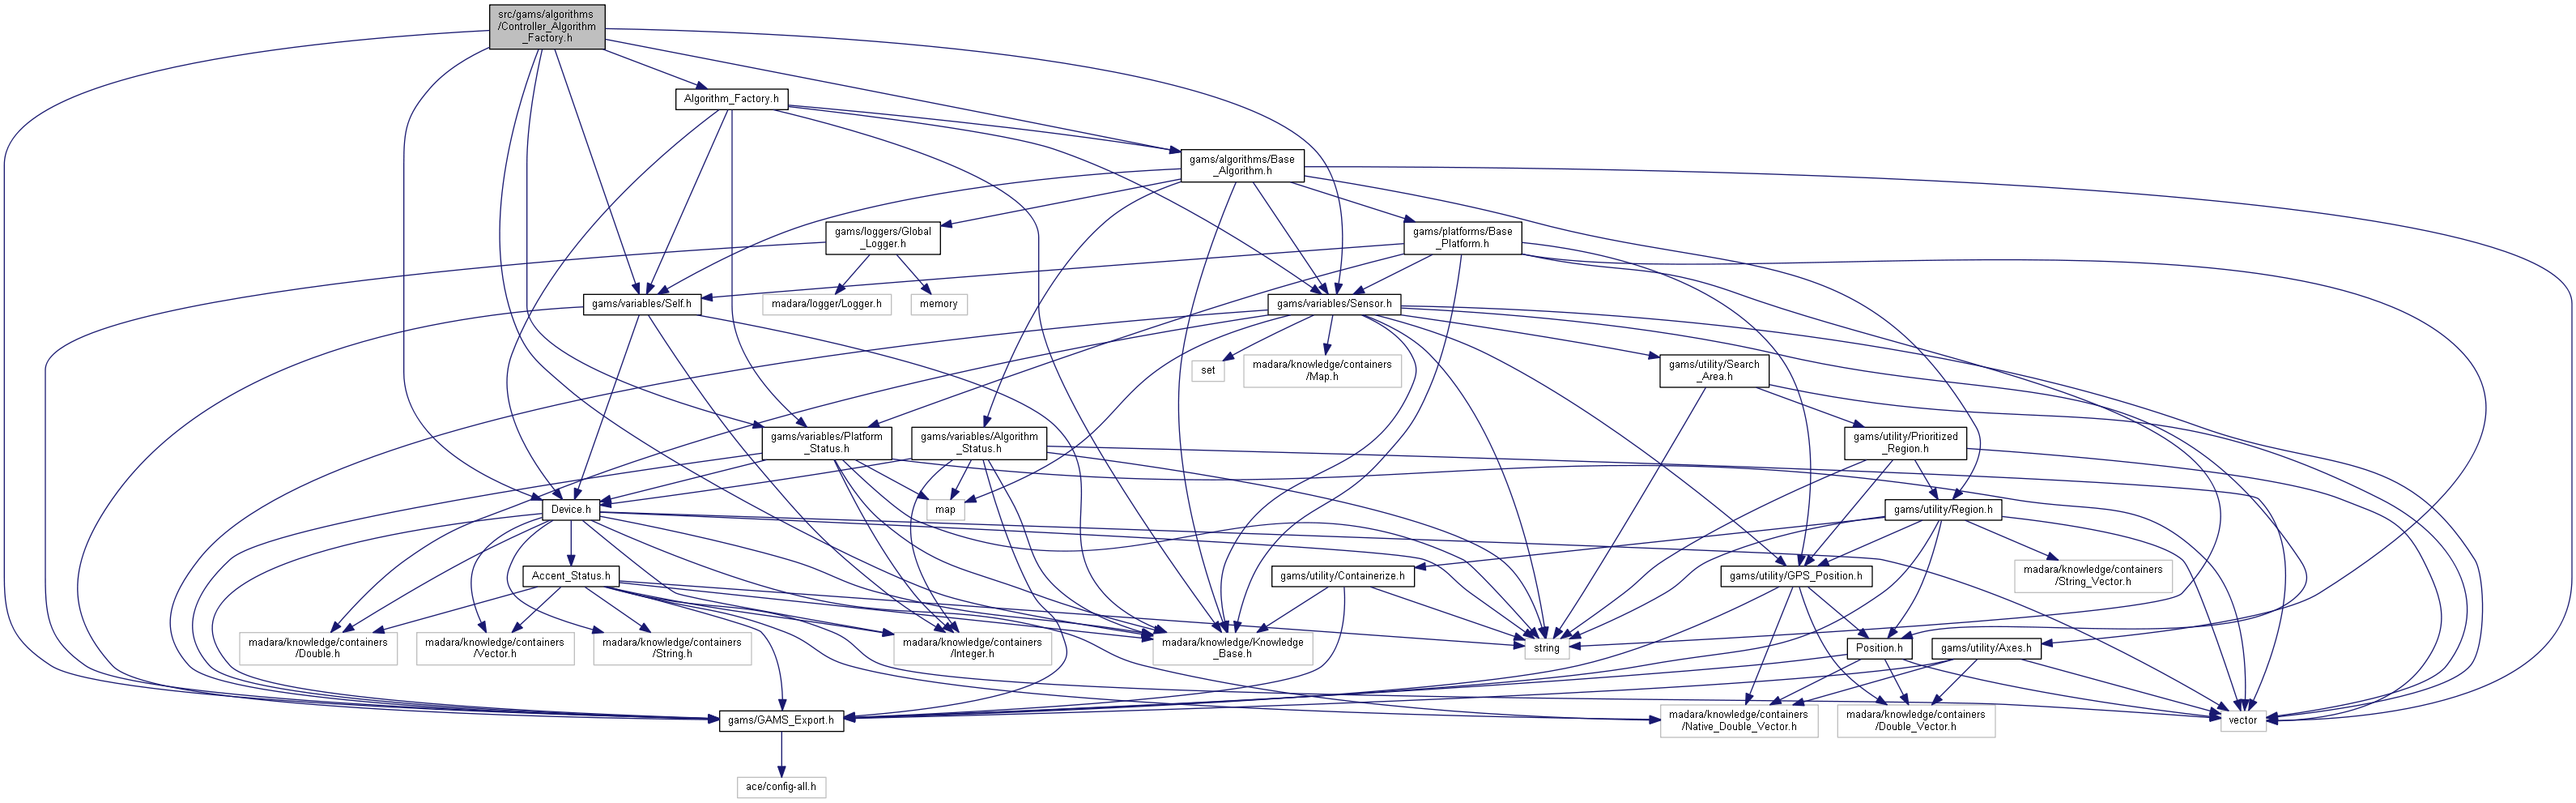 src/gams/algorithms
/Controller_Algorithm
_Factory.h
Algorithm_Factory.h
gams/algorithms/Base
_Algorithm.h
gams/loggers/Global
_Logger.h
gams/platforms/Base
_Platform.h
gams/variables/Self.h
madara/logger/Logger.h
memory
gams/variables/Sensor.h
set
madara/knowledge/containers
/Map.h
gams/utility/Search
_Area.h
gams/variables/Platform
_Status.h
gams/variables/Algorithm
_Status.h
gams/utility/Prioritized
_Region.h
Device.h
map
gams/utility/Region.h
Accent_Status.h
gams/utility/Containerize.h
gams/utility/GPS_Position.h
madara/knowledge/containers
/String_Vector.h
madara/knowledge/containers
/Double.h
madara/knowledge/containers
/Vector.h
madara/knowledge/containers
/String.h
madara/knowledge/containers
/Integer.h
madara/knowledge/Knowledge
_Base.h
string
Position.h
gams/utility/Axes.h
gams/GAMS_Export.h
madara/knowledge/containers
/Native_Double_Vector.h
madara/knowledge/containers
/Double_Vector.h
vector
ace/config-all.h